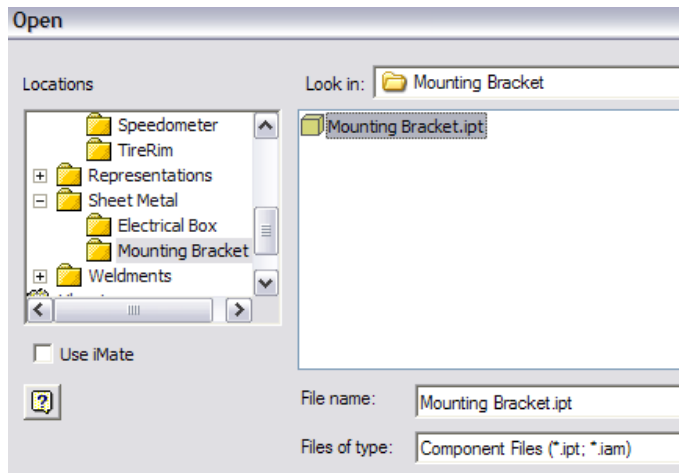 Open
Locations
Look in: Mounting Bracket
Speedometer
TireRim
Representations
Sheet Metal
Electrical Box
Mounting Bracket
Weldments
Mounting Bracket.ipt
Use iMate
File name: Mounting Bracket.ipt
Files of type: Component Files (*.ipt; *.iam)